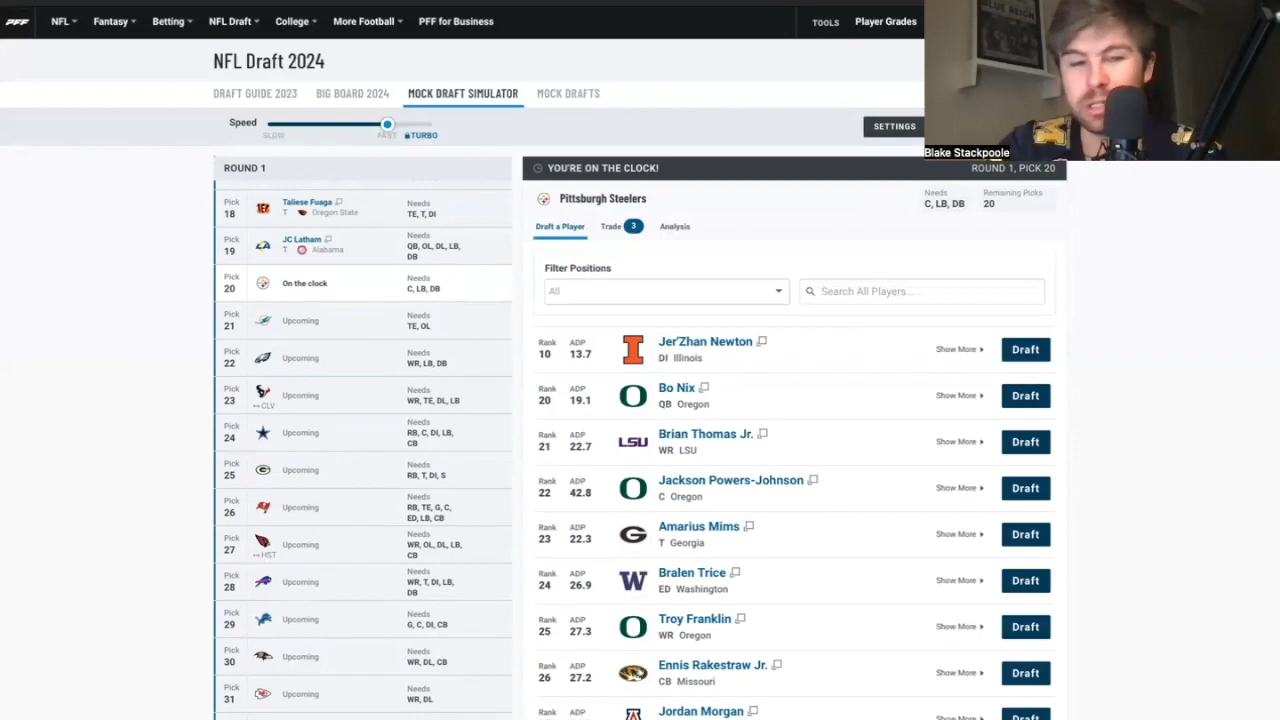 PFF
NFL
Fantasy
Betting
NFL Draft
College
More Football
PFF for Business
TOOLS
Player Grades
BLUE REIGN
Blake Stackpoole
NFL Draft 2024
DRAFT GUIDE 2023
BIG BOARD 2024
MOCK DRAFT SIMULATOR
MOCK DRAFTS
Speed
SLOW
FAST
TURBO
SETTINGS
ROUND 1
Pick
18
Taliese Fuaga
T Oregon State
Needs
TE, T, DI
Pick
19
JC Latham
T Alabama
Needs
QB, OL, DL, LB,
DB
Pick
20
On the clock
Needs
C, LB, DB
Pick
21
Upcoming
Needs
TE, OL
Pick
22
Upcoming
Needs
WR, LB, DB
Pick
23
↔ CLV
Upcoming
Needs
WR, TE, DL, LB
Pick
24
Upcoming
Needs
RB, C, DI, LB,
CB
Pick
25
Upcoming
Needs
RB, T, DI, S
Pick
26
Upcoming
Needs
RB, TE, G, C,
ED, LB, CB
Pick
27
↔ HST
Upcoming
Needs
WR, OL, DL, LB,
CB
Pick
28
Upcoming
Needs
WR, T, DI, LB,
DB
Pick
29
Upcoming
Needs
G, C, DI, CB
Pick
30
Upcoming
Needs
WR, DL, CB
Pick
31
Upcoming
Needs
WR, DL
YOU'RE ON THE CLOCK!
ROUND 1, PICK 20
Pittsburgh Steelers
Needs
C, LB, DB
Remaining Picks
20
Draft a Player
Trade 3
Analysis
Filter Positions
All
Search All Players...
Rank
10
ADP
13.7
Jer'Zhan Newton
DI Illinois
Show More
Draft
Rank
20
ADP
19.1
Bo Nix
QB Oregon
Show More
Draft
Rank
21
ADP
22.7
LSU
Brian Thomas Jr.
WR LSU
Show More
Draft
Rank
22
ADP
42.8
Jackson Powers-Johnson
C Oregon
Show More
Draft
Rank
23
ADP
22.3
Amarius Mims
T Georgia
Show More
Draft
Rank
24
ADP
26.9
Bralen Trice
ED Washington
Show More
Draft
Rank
25
ADP
27.3
Troy Franklin
WR Oregon
Show More
Draft
Rank
26
ADP
27.2
Ennis Rakestraw Jr.
CB Missouri
Show More
Draft
Rank
ADP
Jordan Morgan
Show More
Draft